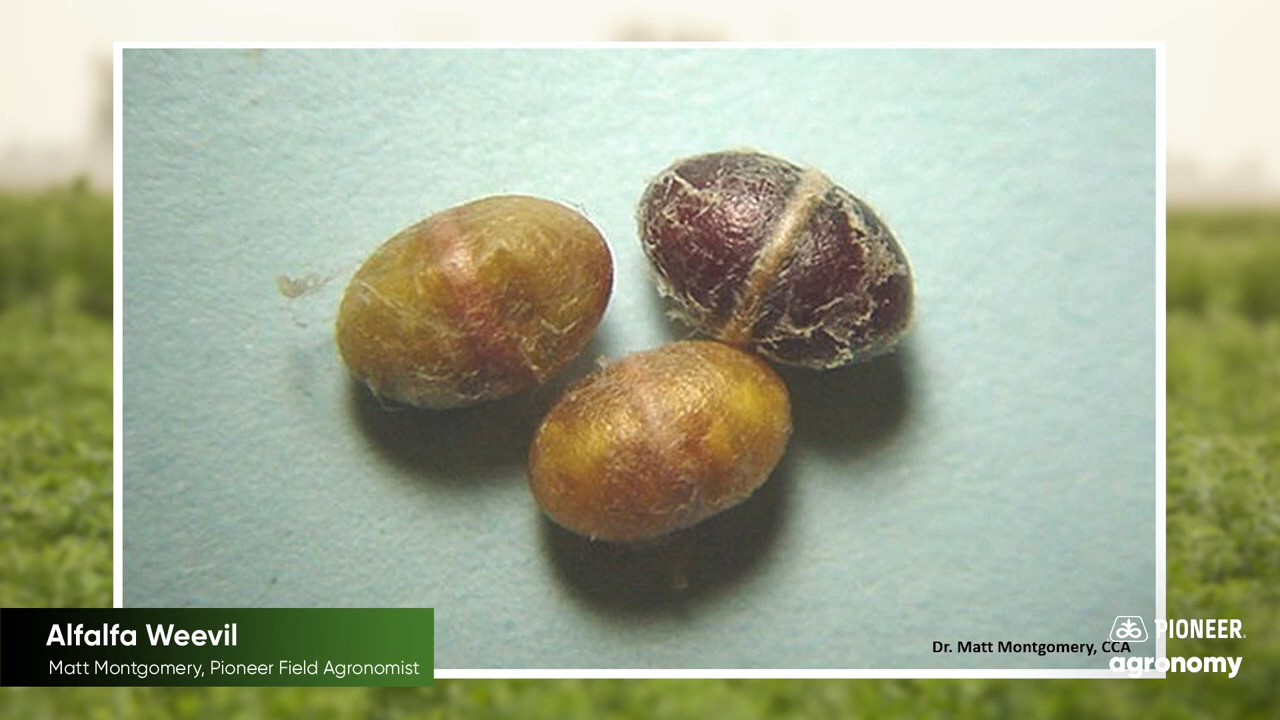 Alfalfa Weevil
Matt Montgomery, Pioneer Field Agronomist
Dr. Matt Montgomery, CCA
PIONEER.
agronomy